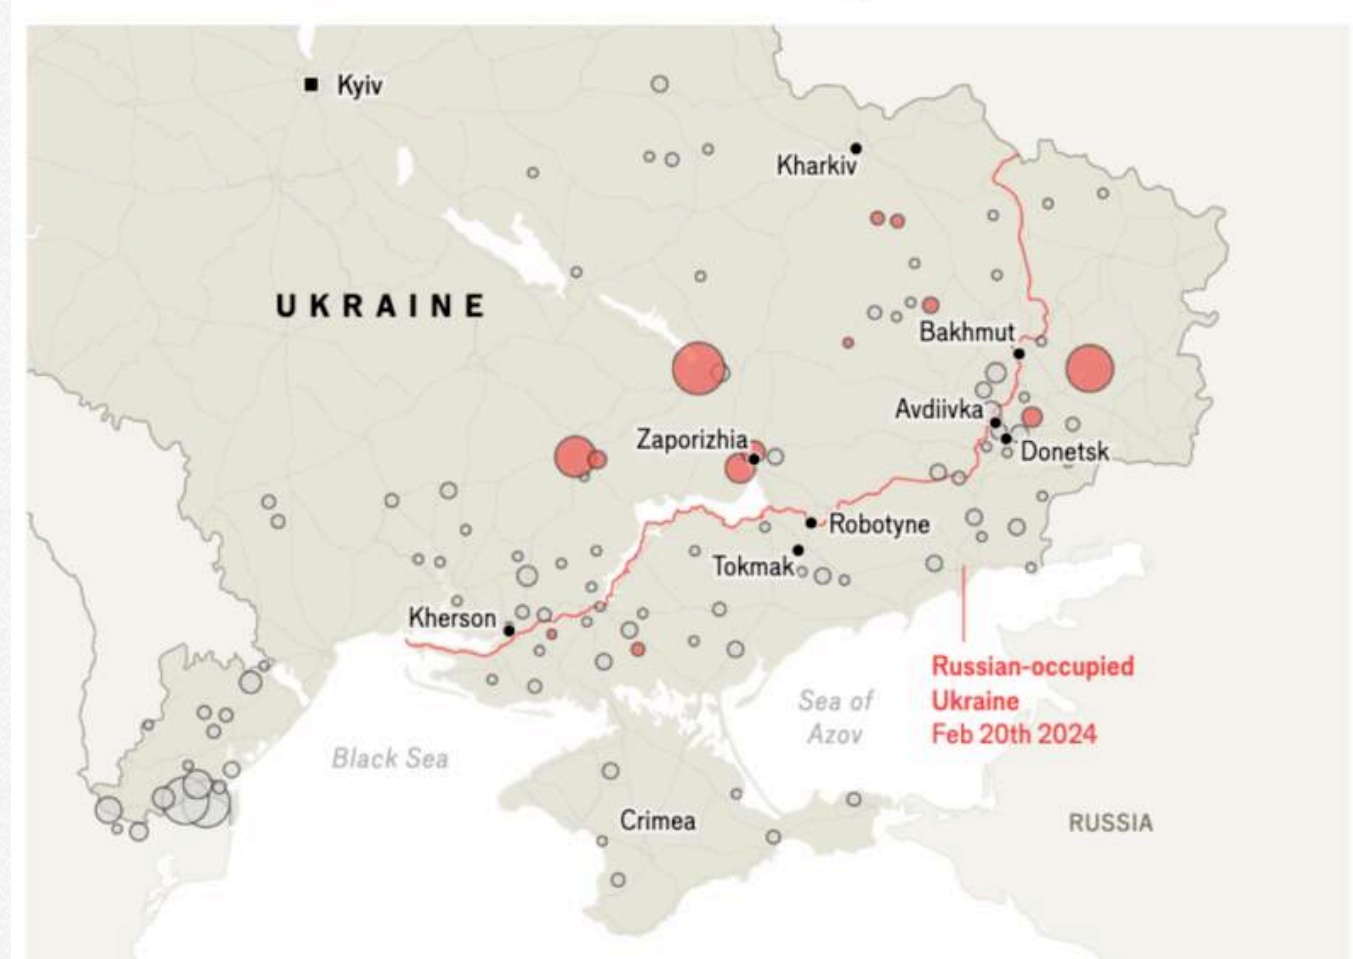 Kyiv
Kharkiv
UKRAINE
Bakhmut
Avdiivka
Zaporizhia
Donetsk
Robotyne
Tokmak
Kherson
Russian-occupied
Ukraine
Feb 20th 2024
Sea of
Azov
Black Sea
Crimea
RUSSIA